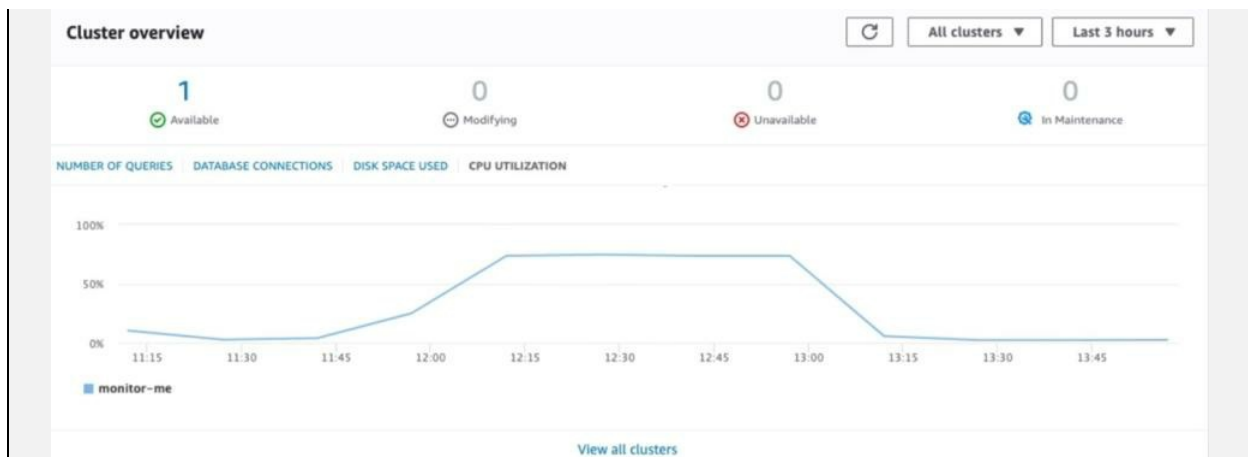 Cluster overview
All clusters ▼
Last 3 hours ▼
1
0
0
0
Available
Modifying
Unavailable
In Maintenance
NUMBER OF QUERIES
DATABASE CONNECTIONS
DISK SPACE USED
CPU UTILIZATION
100%
50%
0%
11:15 11:30 11:45 12:00 12:15 12:30 12:45 13:00 13:15 13:30 13:45
monitor-me
View all clusters